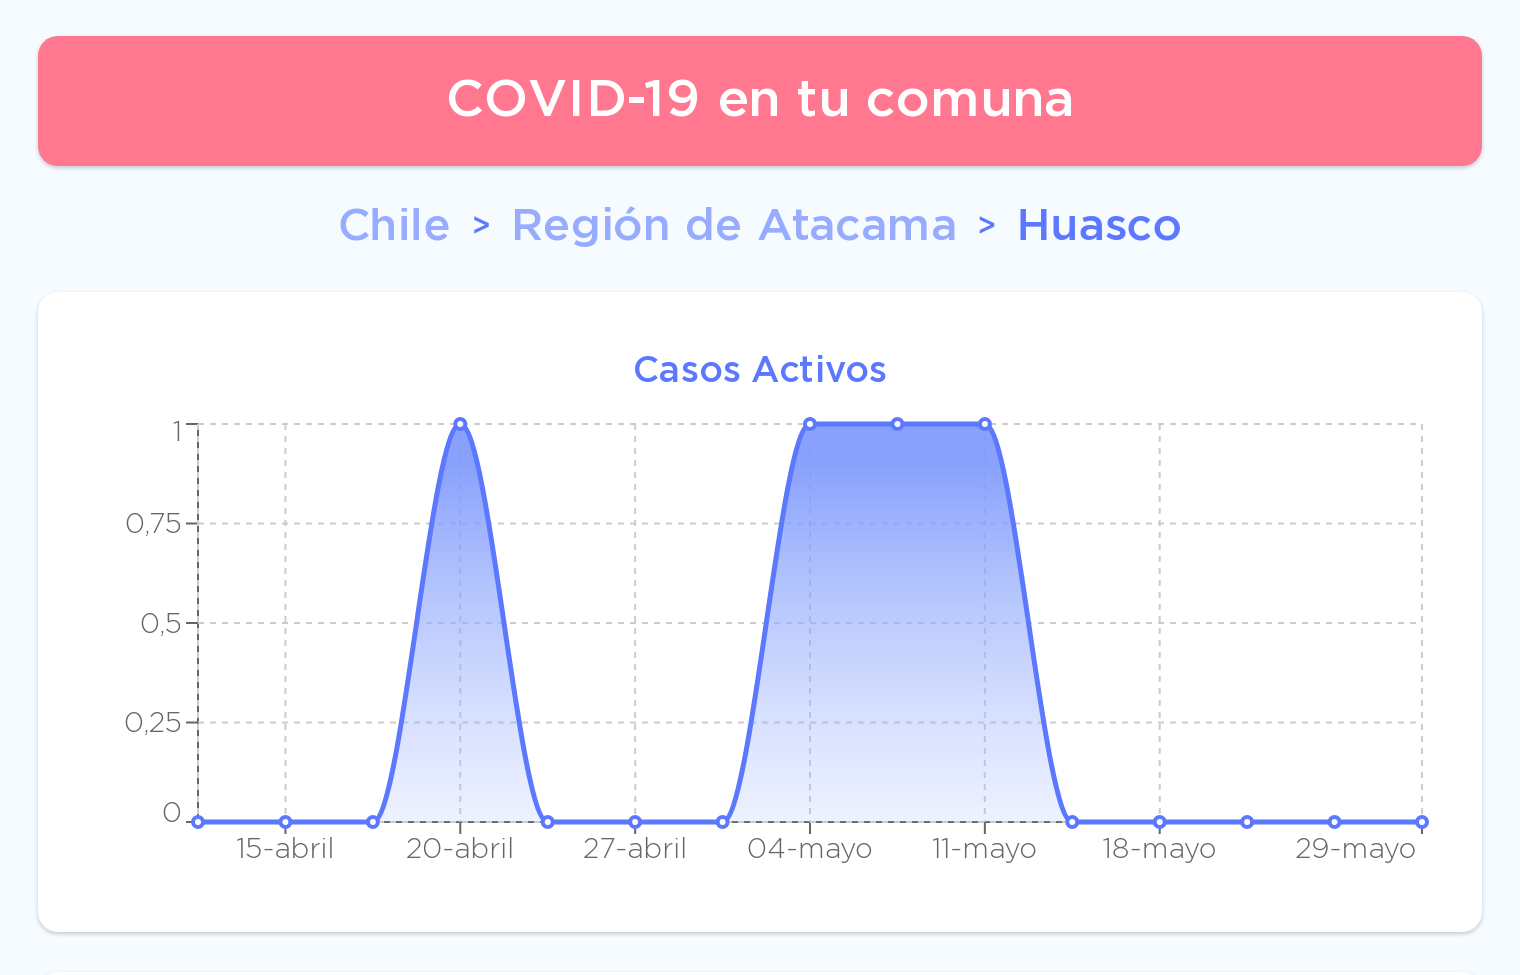 COVID-19 en tu comuna
Chile > Región de Atacama > Huasco
Casos Activos
1
0,75
0,5
0,25
0
15-abril 20-abril 27-abril 04-mayo 11-mayo 18-mayo 29-mayo